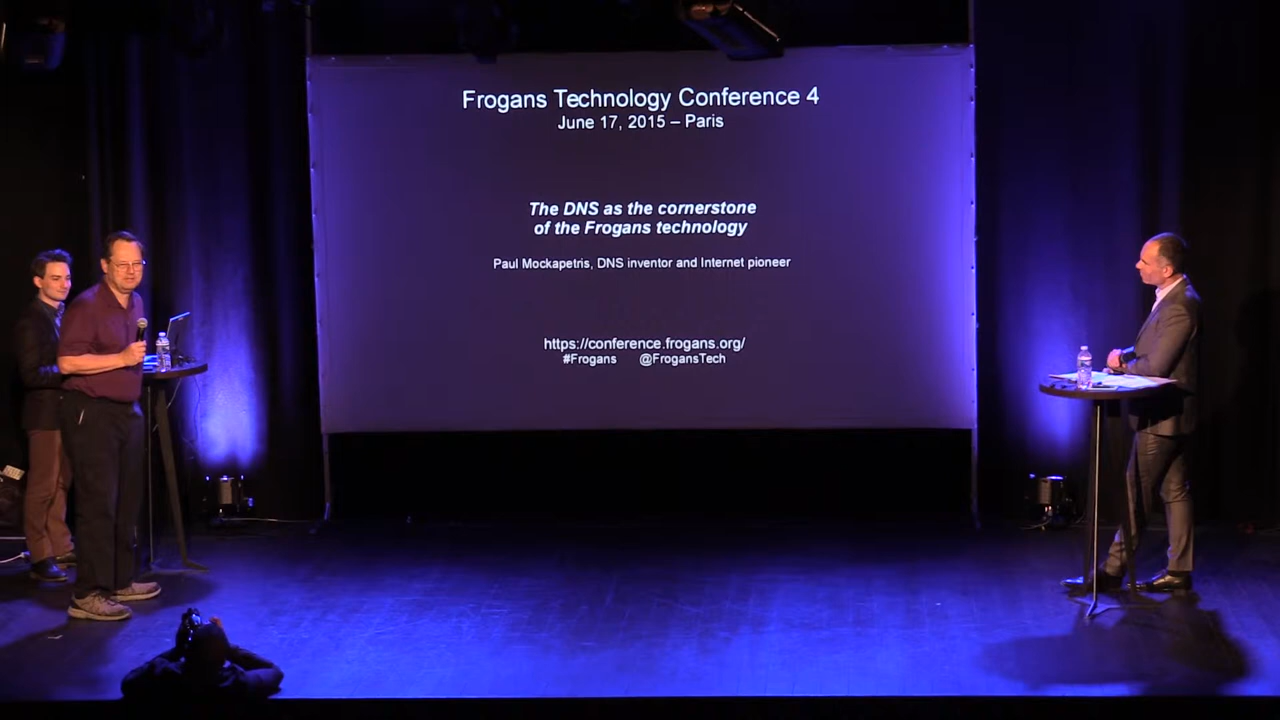 Frogans Technology Conference 4
June 17, 2015 – Paris
The DNS as the cornerstone
of the Frogans technology
Paul Mockapetris, DNS inventor and Internet pioneer
https://conference.frogans.org/
#Frogans @FrogansTech